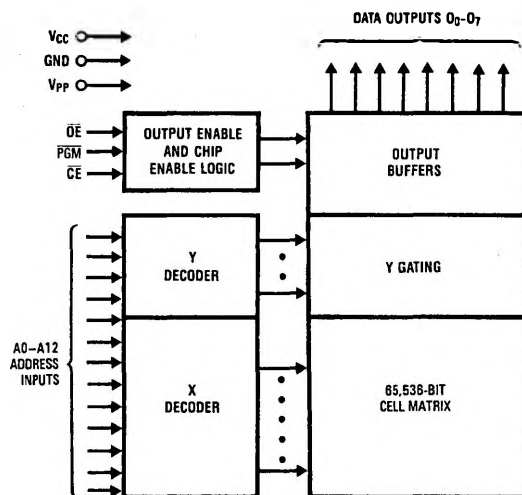 DATA OUTPUTS O₀-O₇
VCC
GND
VPP
OE
PGM
CE
OUTPUT ENABLE
AND CHIP
ENABLE LOGIC
OUTPUT
BUFFERS
Y
DECODER
Y GATING
A0–A12
ADDRESS
INPUTS
X
DECODER
65,536-BIT
CELL MATRIX